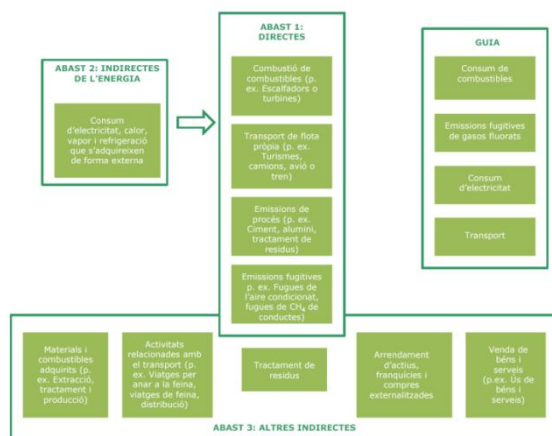 ABAST 1:
DIRECTES
Combustió de
combustibles (p.
ex. Escalfadors o
turbines)
Transport de flota
pròpia (p. ex.
Turismes,
camions, avió o
tren)
Emissions de
procés (p. ex.
Ciment, alumini,
tractament de
residus)
Emissions fugitives
p. ex. Fugues de
l'aire condicionat,
fugues de CH₄ de
conductes)
ABAST 2: INDIRECTES
DE L'ENERGIA
Consum
d'electricitat, calor,
vapor i refrigeració
que s'adquireixen
de forma externa
GUIA
Consum de
combustibles
Emissions fugitives
de gasos fluorats
Consum
d'electricitat
Transport
Materials i
combustibles
adquirits (p.
ex. Extracció,
tractament i
producció)
Activitats
relacionades amb
el transport (p.
ex. Viatges per
anar a la feina,
viatges de feina,
distribució)
Tractament de
residus
Arrendament
d'actius,
franquícies i
compres
externalitzades
Venda de
béns i
serveis
(p.ex. Ús de
béns i
serveis)
ABAST 3: ALTRES INDIRECTES